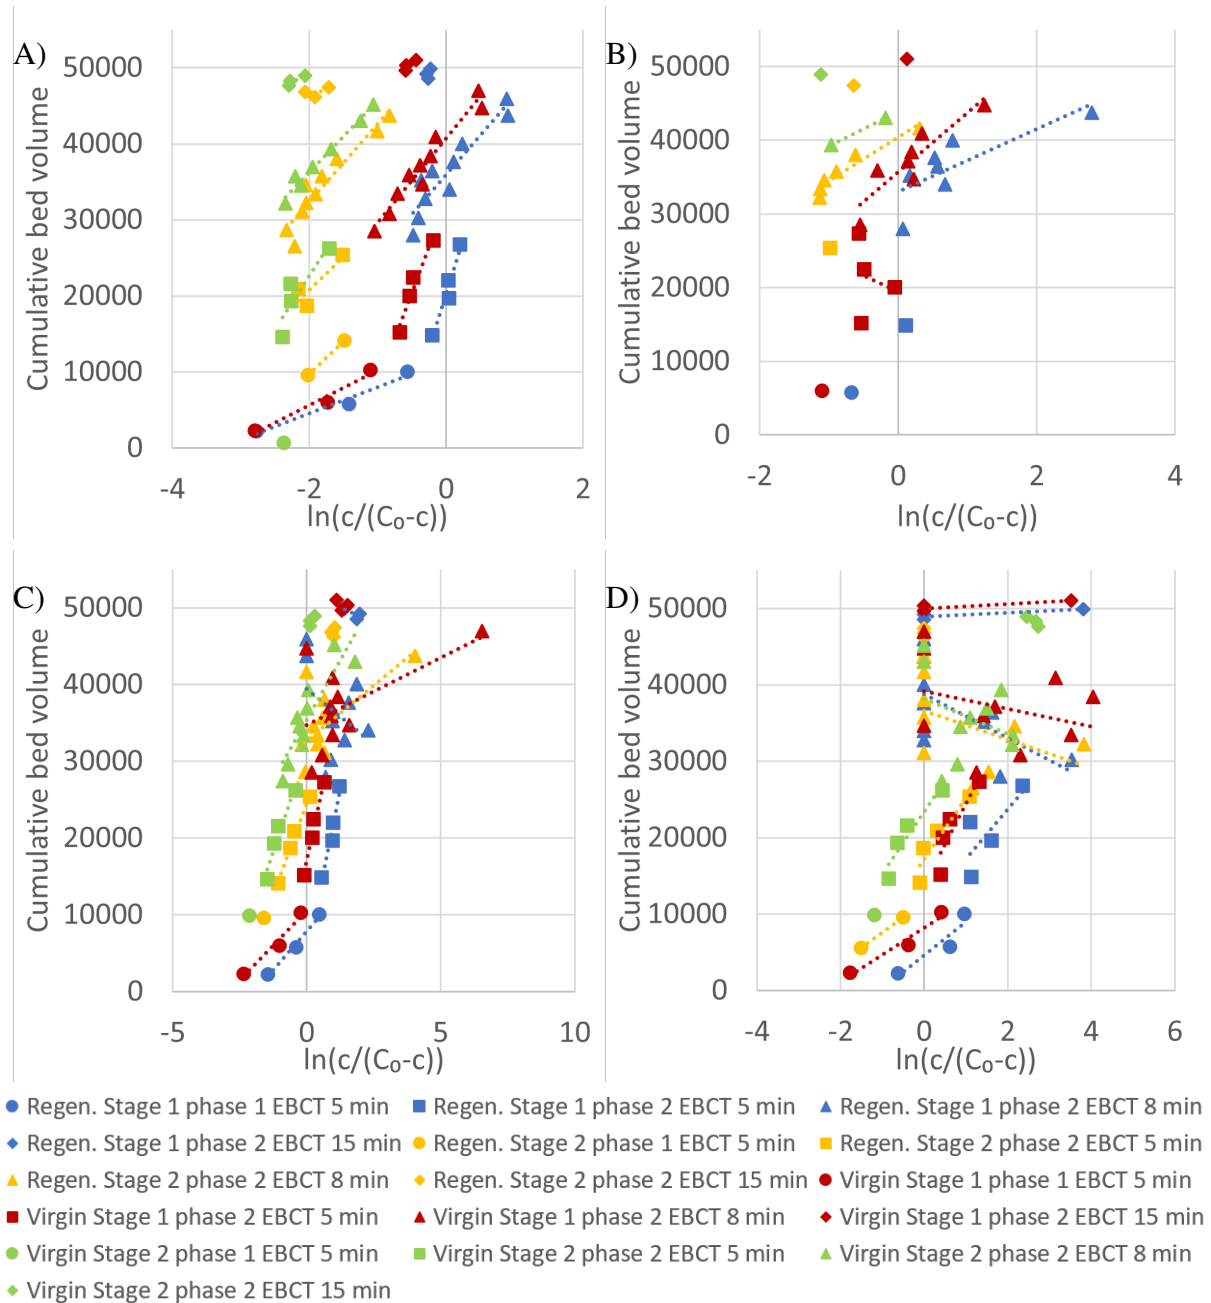 A)
Cumulative bed volume
50000
40000
30000
20000
10000
0
-4 -2 0 2
ln(c/(C₀-c))
B)
Cumulative bed volume
50000
40000
30000
20000
10000
0
-2 0 2 4
ln(c/(C₀-c))
C)
Cumulative bed volume
50000
40000
30000
20000
10000
0
-5 0 5 10
ln(c/(C₀-c))
D)
Cumulative bed volume
50000
40000
30000
20000
10000
0
-2 0 2 4 6
ln(c/(C₀-c))
Regen. Stage 1 phase 1 EBCT 5 min Regen. Stage 1 phase 2 EBCT 5 min Regen. Stage 1 phase 2 EBCT 8 min
Regen. Stage 1 phase 2 EBCT 15 min Regen. Stage 2 phase 1 EBCT 5 min Regen. Stage 2 phase 2 EBCT 5 min
Regen. Stage 2 phase 2 EBCT 8 min Regen. Stage 2 phase 2 EBCT 15 min Virgin Stage 1 phase 1 EBCT 5 min
Virgin Stage 1 phase 2 EBCT 5 min Virgin Stage 1 phase 2 EBCT 8 min Virgin Stage 1 phase 2 EBCT 15 min
Virgin Stage 2 phase 1 EBCT 5 min Virgin Stage 2 phase 2 EBCT 5 min Virgin Stage 2 phase 2 EBCT 8 min
Virgin Stage 2 phase 2 EBCT 15 min